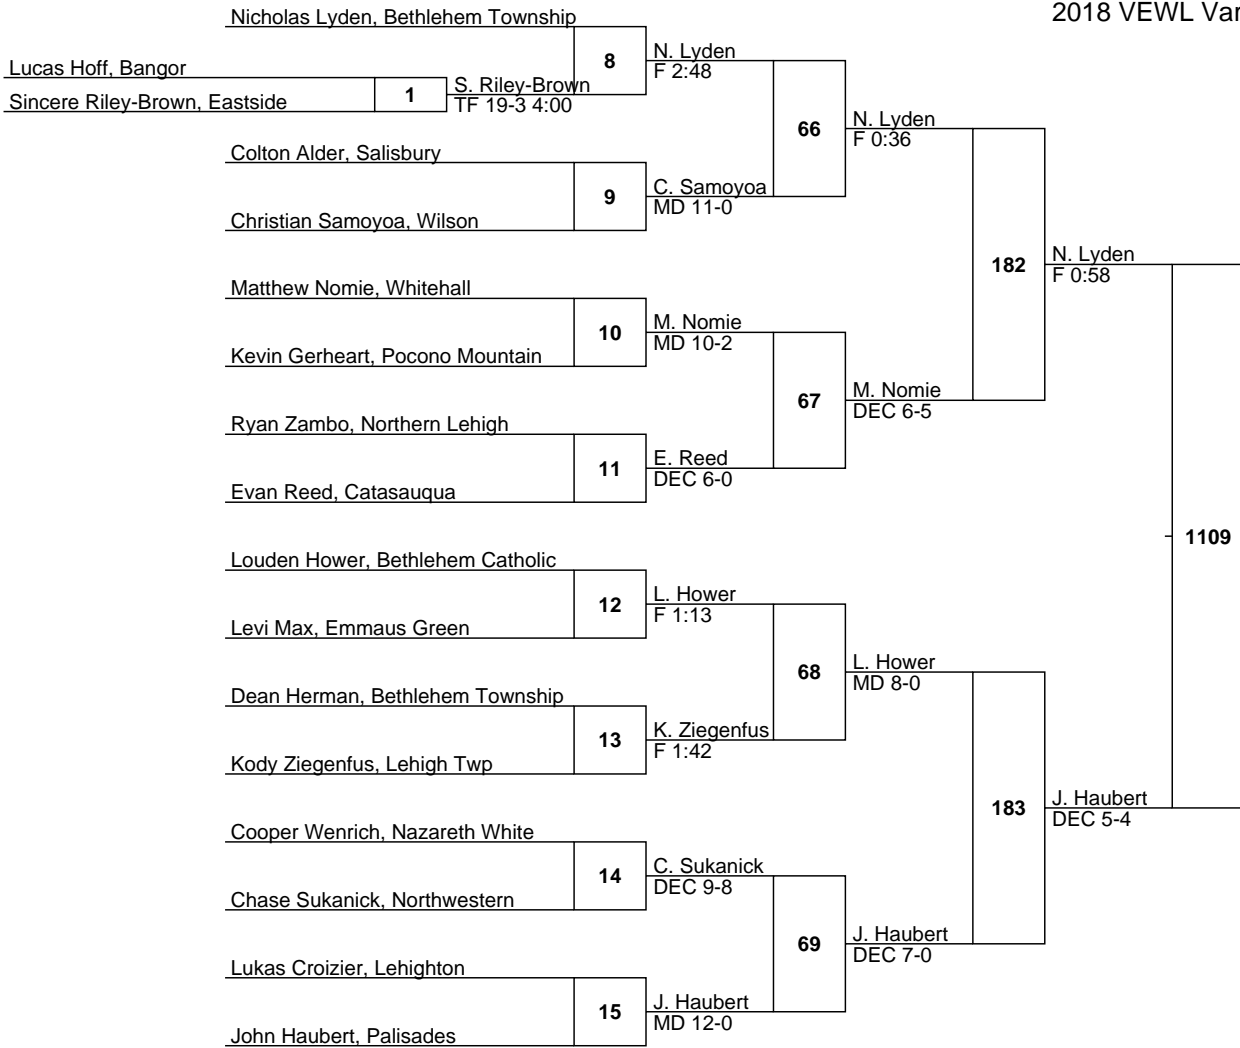 2018 VEWL Var
Nicholas Lyden, Bethlehem Township
8
N. Lyden
F 2:48
Lucas Hoff, Bangor
1
S. Riley-Brown
TF 19-3 4:00
Sincere Riley-Brown, Eastside
66
N. Lyden
F 0:36
Colton Alder, Salisbury
9
C. Samoyoa
MD 11-0
Christian Samoyoa, Wilson
182
N. Lyden
F 0:58
Matthew Nomie, Whitehall
10
M. Nomie
MD 10-2
Kevin Gerheart, Pocono Mountain
67
M. Nomie
DEC 6-5
Ryan Zambo, Northern Lehigh
11
E. Reed
DEC 6-0
Evan Reed, Catasauqua
1109
Louden Hower, Bethlehem Catholic
12
L. Hower
F 1:13
Levi Max, Emmaus Green
68
L. Hower
MD 8-0
Dean Herman, Bethlehem Township
13
K. Ziegenfus
F 1:42
Kody Ziegenfus, Lehigh Twp
183
J. Haubert
DEC 5-4
Cooper Wenrich, Nazareth White
14
C. Sukanick
DEC 9-8
Chase Sukanick, Northwestern
69
J. Haubert
DEC 7-0
Lukas Croizier, Lehighton
15
J. Haubert
MD 12-0
John Haubert, Palisades